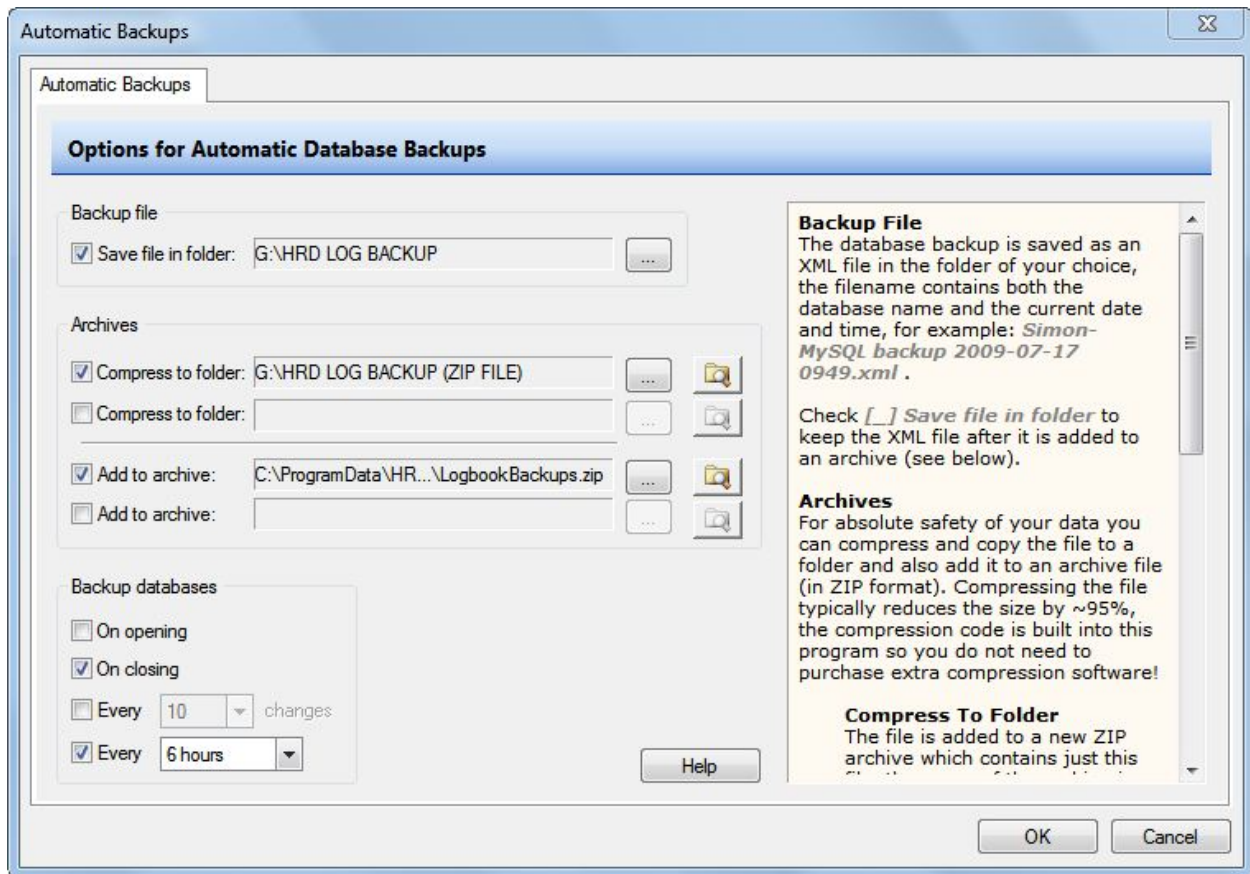 Automatic Backups
Automatic Backups
Options for Automatic Database Backups
Backup file
Save file in folder: G:\HRD LOG BACKUP ...
Archives
Compress to folder: G:\HRD LOG BACKUP (ZIP FILE) ...
Compress to folder: ...
Add to archive: C:\ProgramData\HR...\LogbookBackups.zip ...
Add to archive: ...
Backup databases
On opening
On closing
Every 10 changes
Every 6 hours
Help
Backup File
The database backup is saved as an
XML file in the folder of your choice,
the filename contains both the
database name and the current date
and time, for example: Simon-
MySQL backup 2009-07-17
0949.xml .
Check [_] Save file in folder to
keep the XML file after it is added to
an archive (see below).
Archives
For absolute safety of your data you
can compress and copy the file to a
folder and also add it to an archive file
(in ZIP format). Compressing the file
typically reduces the size by ~95%,
the compression code is built into this
program so you do not need to
purchase extra compression software!
Compress To Folder
The file is added to a new ZIP
archive which contains just this
OK Cancel